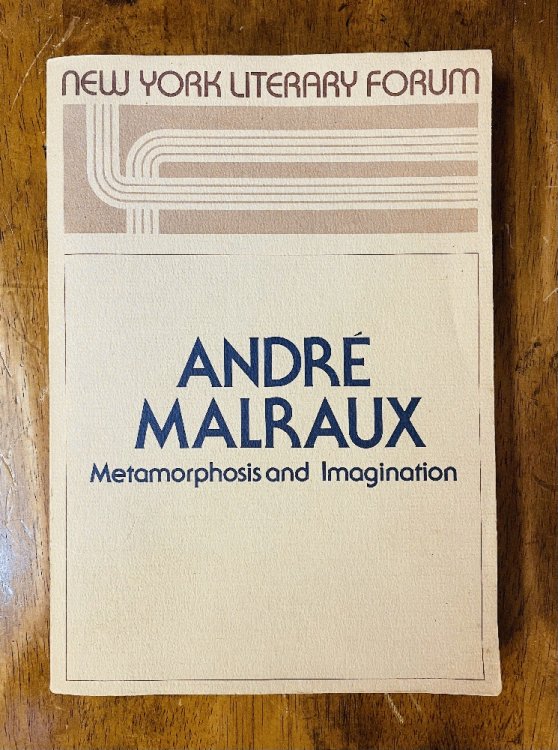 NEW YORK LITERARY FORUM
ANDRÉ
MALRAUX
Metamorphosis and Imagination